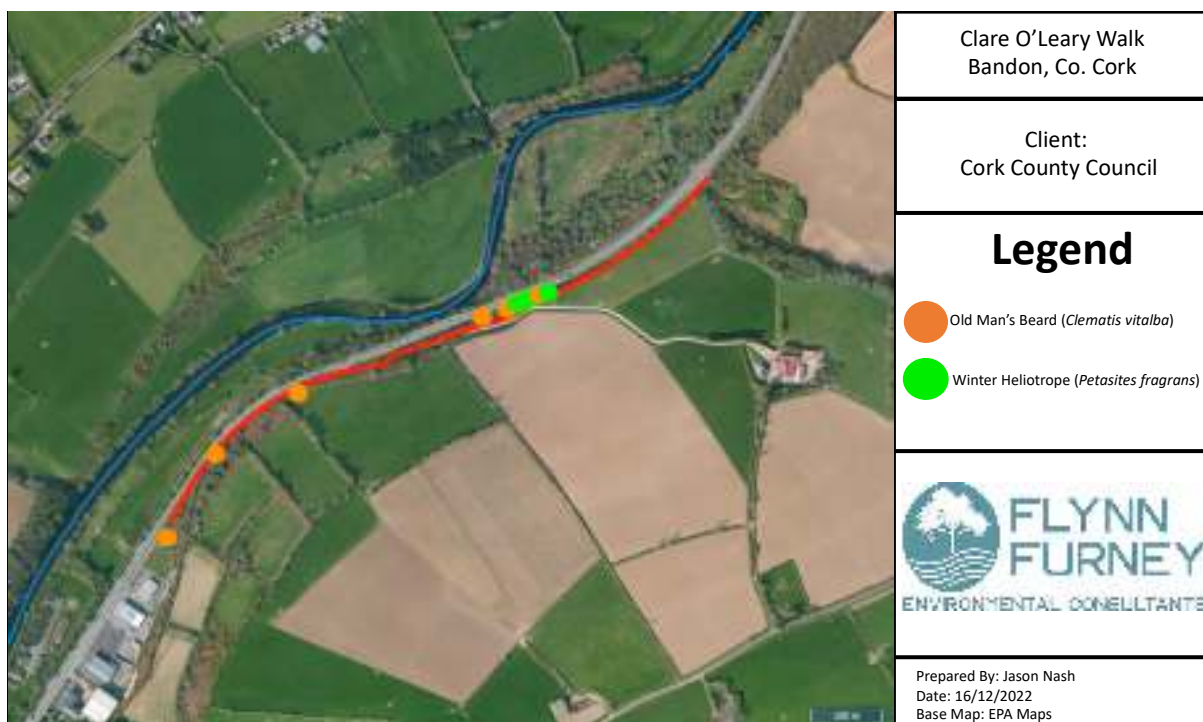 Clare O'Leary Walk
Bandon, Co. Cork
Client:
Cork County Council
Legend
Old Man's Beard (Clematis vitalba)
Winter Heliotrope (Petasites fragrans)
FLYNN
FURNEY
ENVIRONMENTAL CONSULTANTS
Prepared By: Jason Nash
Date: 16/12/2022
Base Map: EPA Maps